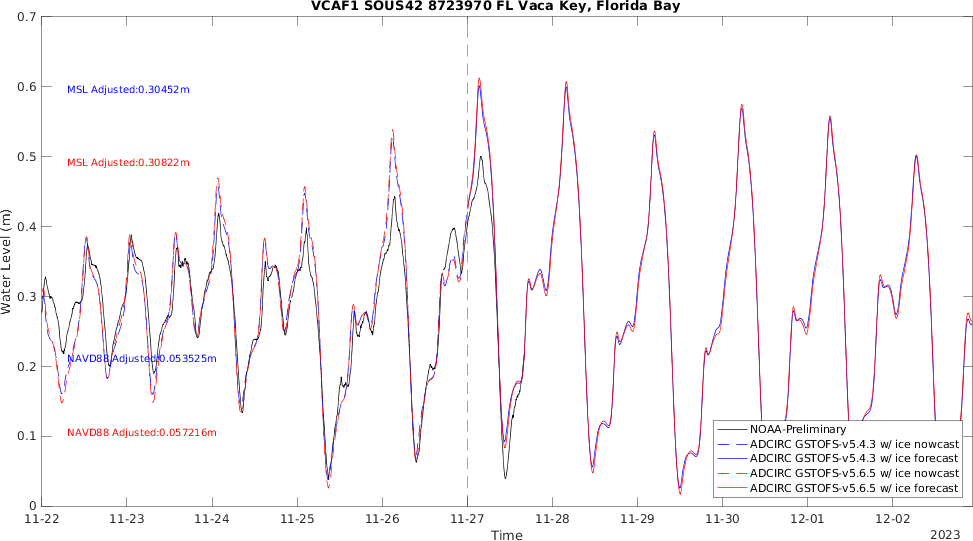 VCAF1 SOUS42 8723970 FL Vaca Key, Florida Bay
0.7
0.6
0.5
0.4
0.3
0.2
0.1
0
Water Level (m)
MSL Adjusted:0.30452m
MSL Adjusted:0.30822m
NAVD88 Adjusted:0.053525m
NAVD88 Adjusted:0.057216m
NOAA-Preliminary
ADCIRC GSTOFS-v5.4.3 w/ ice nowcast
ADCIRC GSTOFS-v5.4.3 w/ ice forecast
ADCIRC GSTOFS-v5.6.5 w/ ice nowcast
ADCIRC GSTOFS-v5.6.5 w/ ice forecast
11-22 11-23 11-24 11-25 11-26 11-27 11-28 11-29 11-30 12-01 12-02
Time
2023